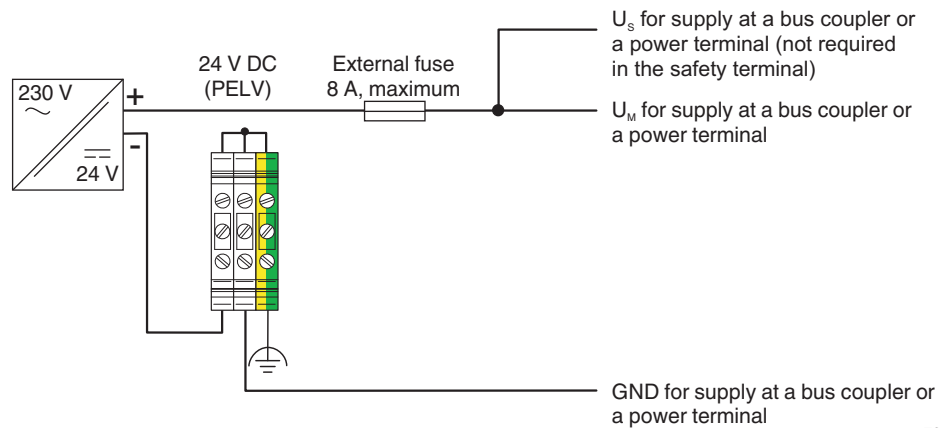 U_S for supply at a bus coupler or
a power terminal (not required
in the safety terminal)
24 V DC
(PELV)
External fuse
8 A, maximum
230 V
+
-
24 V
U_M for supply at a bus coupler or
a power terminal
GND for supply at a bus coupler or
a power terminal